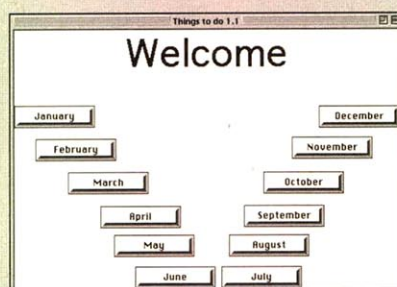 Things to do 1.1
Welcome
January
December
February
November
March
October
April
September
May
August
June
July